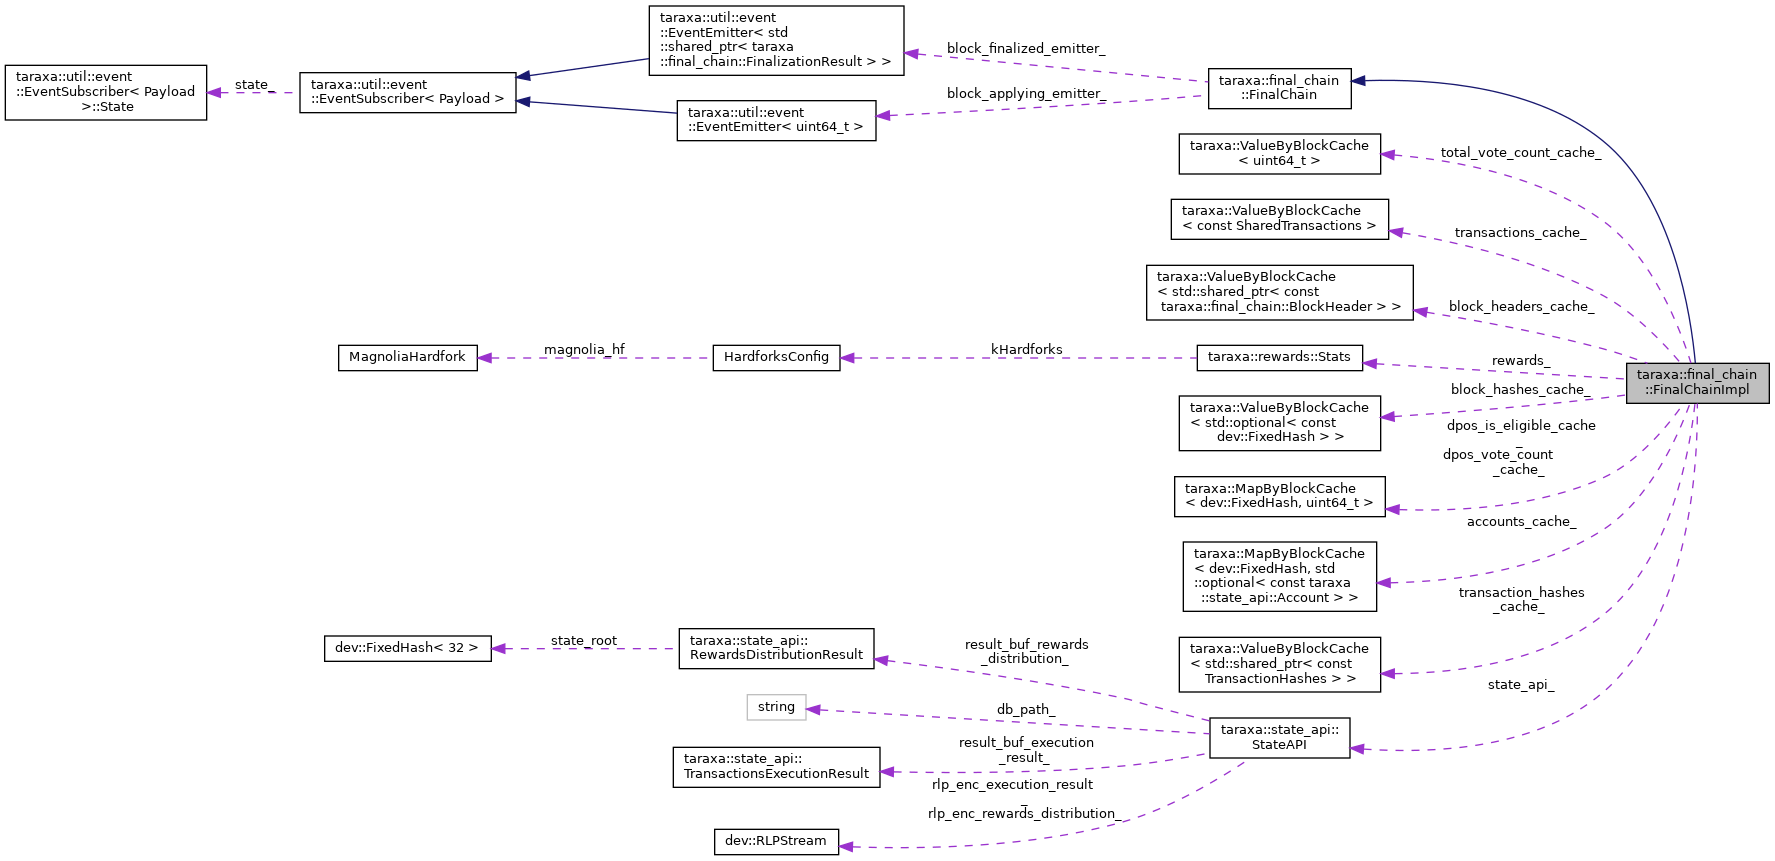 taraxa::util::event
::EventSubscriber< Payload
>::State
state_
taraxa::util::event
::EventSubscriber< Payload >
taraxa::util::event
::EventEmitter< std
::shared_ptr< taraxa
::final_chain::FinalizationResult > >
taraxa::util::event
::EventEmitter< uint64_t >
block_finalized_emitter_
block_applying_emitter_
taraxa::final_chain
::FinalChain
taraxa::ValueByBlockCache
< uint64_t >
total_vote_count_cache_
taraxa::ValueByBlockCache
< const SharedTransactions >
transactions_cache_
taraxa::ValueByBlockCache
< std::shared_ptr< const
taraxa::final_chain::BlockHeader > >
block_headers_cache_
MagnoliaHardfork
magnolia_hf
HardforksConfig
kHardforks
taraxa::rewards::Stats
rewards_
taraxa::final_chain
::FinalChainImpl
taraxa::ValueByBlockCache
< std::optional< const
dev::FixedHash > >
block_hashes_cache_
dpos_is_eligible_cache
_
dpos_vote_count
_cache_
taraxa::MapByBlockCache
< dev::FixedHash, uint64_t >
accounts_cache_
taraxa::MapByBlockCache
< dev::FixedHash, std
::optional< const taraxa
::state_api::Account > >
transaction_hashes
_cache_
taraxa::ValueByBlockCache
< std::shared_ptr< const
TransactionHashes > >
state_api_
dev::FixedHash< 32 >
state_root
taraxa::state_api::
RewardsDistributionResult
result_buf_rewards
_distribution_
string
db_path_
taraxa::state_api::
StateAPI
taraxa::state_api::
TransactionsExecutionResult
result_buf_execution
_result_
rlp_enc_execution_result
_
rlp_enc_rewards_distribution_
dev::RLPStream